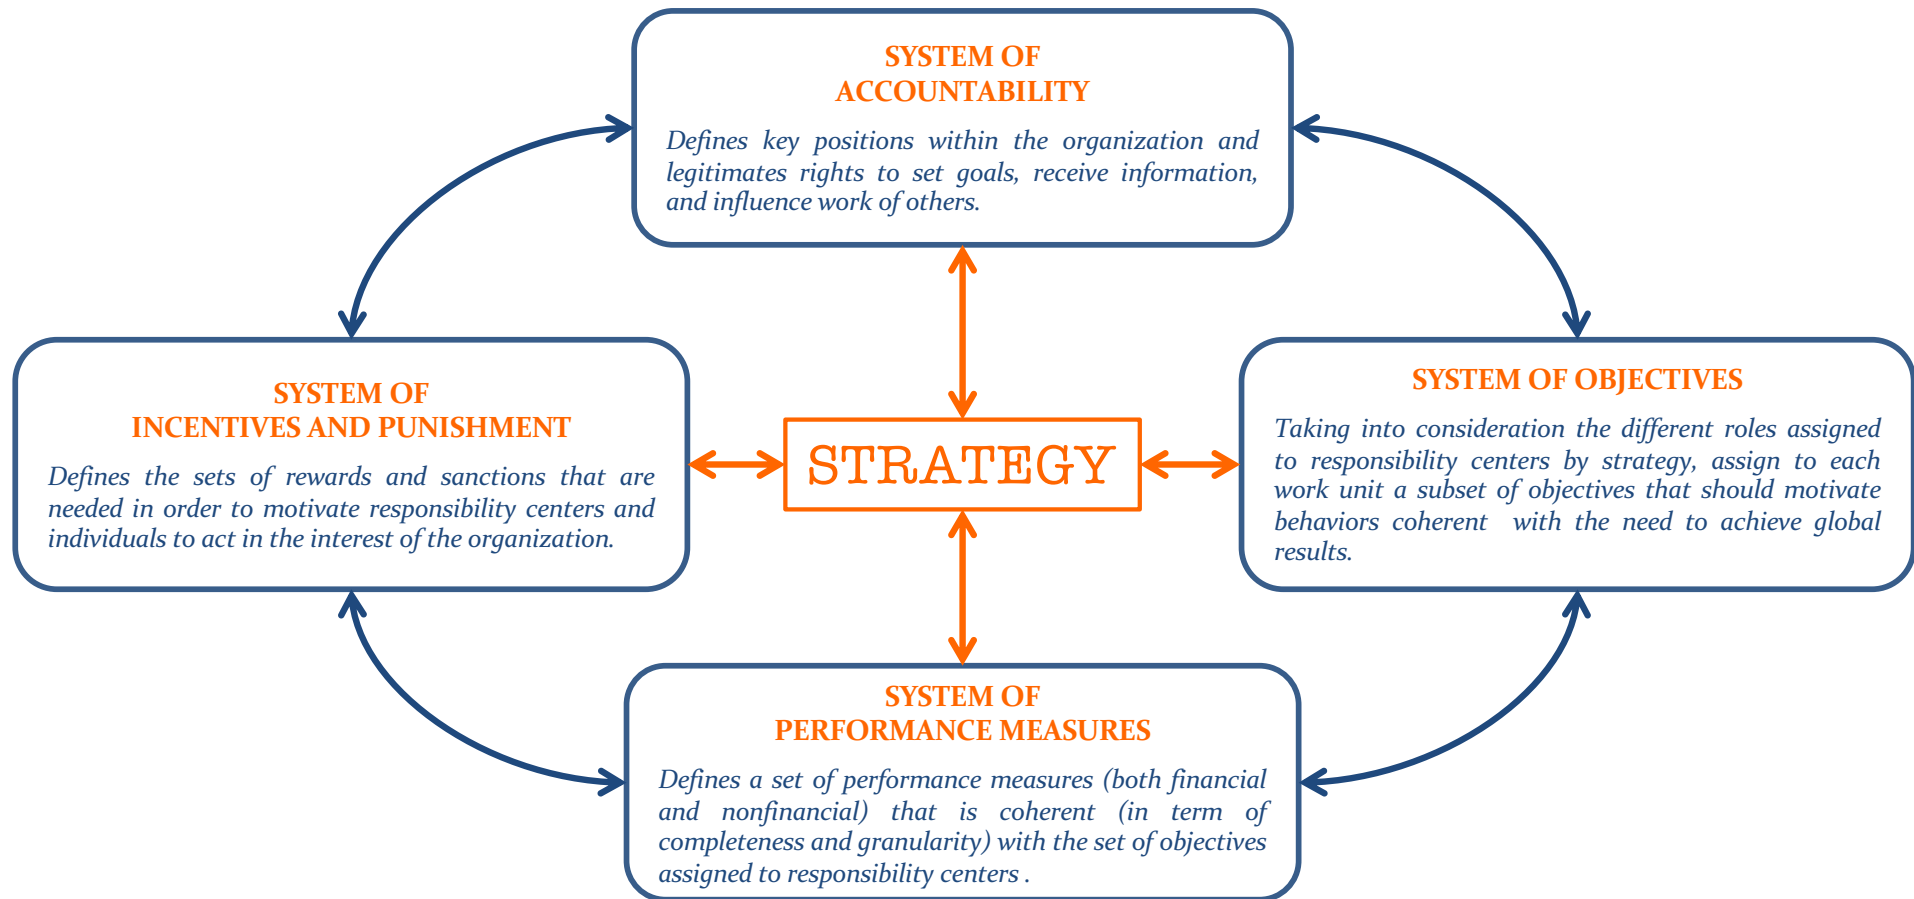 SYSTEM OF
ACCOUNTABILITY
Defines key positions within the organization and
legitimates rights to set goals, receive information,
and influence work of others.
SYSTEM OF
INCENTIVES AND PUNISHMENT
Defines the sets of rewards and sanctions that are
needed in order to motivate responsibility centers and
individuals to act in the interest of the organization.
STRATEGY
SYSTEM OF OBJECTIVES
Taking into consideration the different roles assigned
to responsibility centers by strategy, assign to each
work unit a subset of objectives that should motivate
behaviors coherent with the need to achieve global
results.
SYSTEM OF
PERFORMANCE MEASURES
Defines a set of performance measures (both financial
and nonfinancial) that is coherent (in term of
completeness and granularity) with the set of objectives
assigned to responsibility centers .